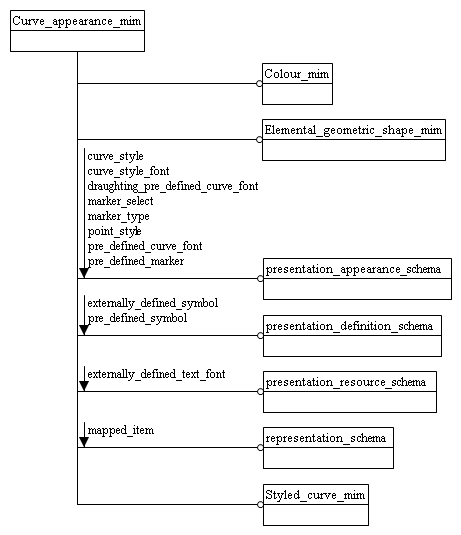 Curve_appearance_mim
Colour_mim
Elemental_geometric_shape_mim
curve_style
curve_style_font
draughting_pre_defined_curve_font
marker_select
marker_type
point_style
pre_defined_curve_font
pre_defined_marker
presentation_appearance_schema
externally_defined_symbol
pre_defined_symbol
presentation_definition_schema
externally_defined_text_font
presentation_resource_schema
mapped_item
representation_schema
Styled_curve_mim